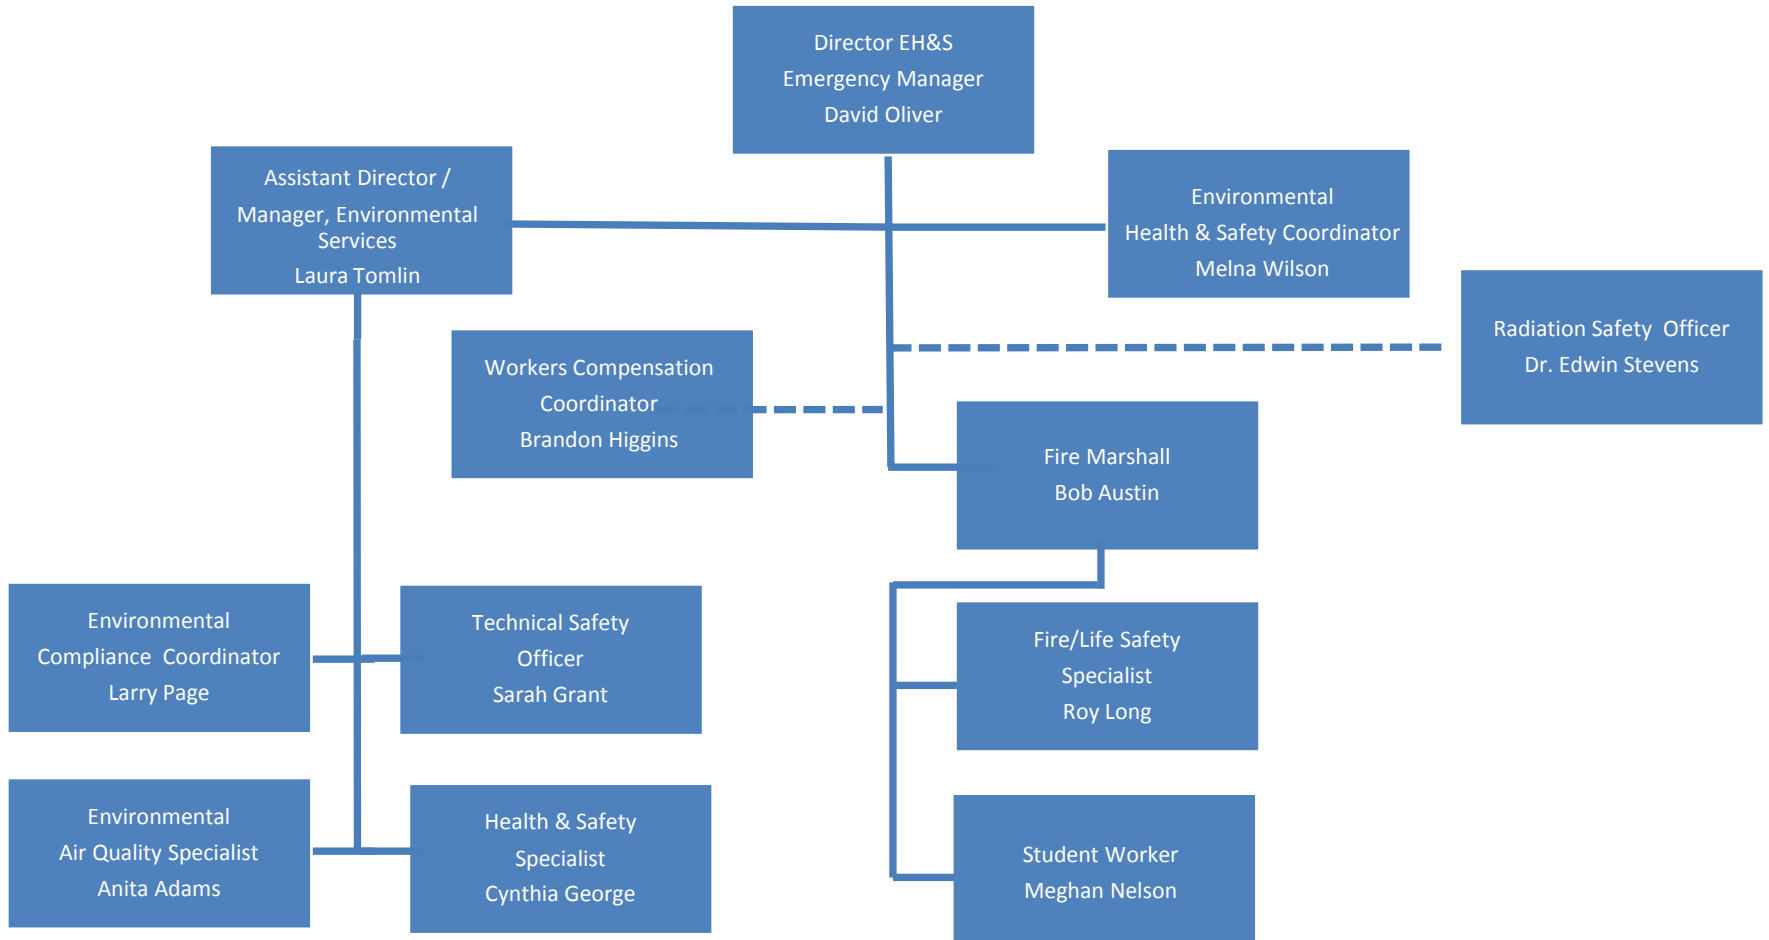 Director EH&S
Emergency Manager
David Oliver
Assistant Director /
Manager, Environmental
Services
Laura Tomlin
Environmental
Health & Safety Coordinator
Melna Wilson
Radiation Safety  Officer
Dr. Edwin Stevens
Workers Compensation
Coordinator
Brandon Higgins
Fire Marshall
Bob Austin
Environmental
Compliance  Coordinator
Larry Page
Technical Safety
Officer
Sarah Grant
Fire/Life Safety
Specialist
Roy Long
Environmental
Air Quality Specialist
Anita Adams
Health & Safety
Specialist
Cynthia George
Student Worker
Meghan Nelson